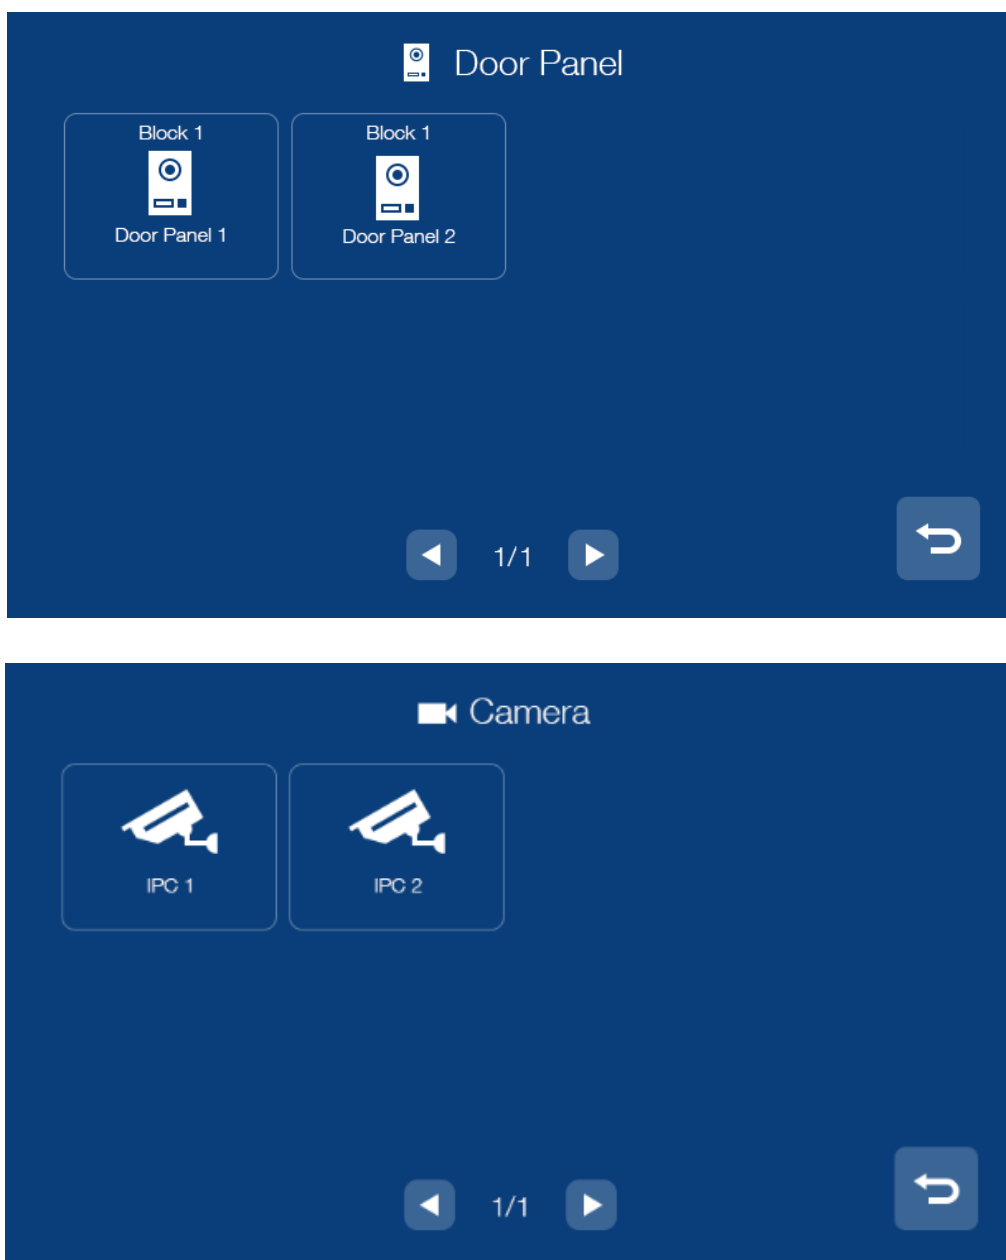 Door Panel
Block 1
Door Panel 1
Block 1
Door Panel 2
1/1
Camera
IPC 1
IPC 2
1/1